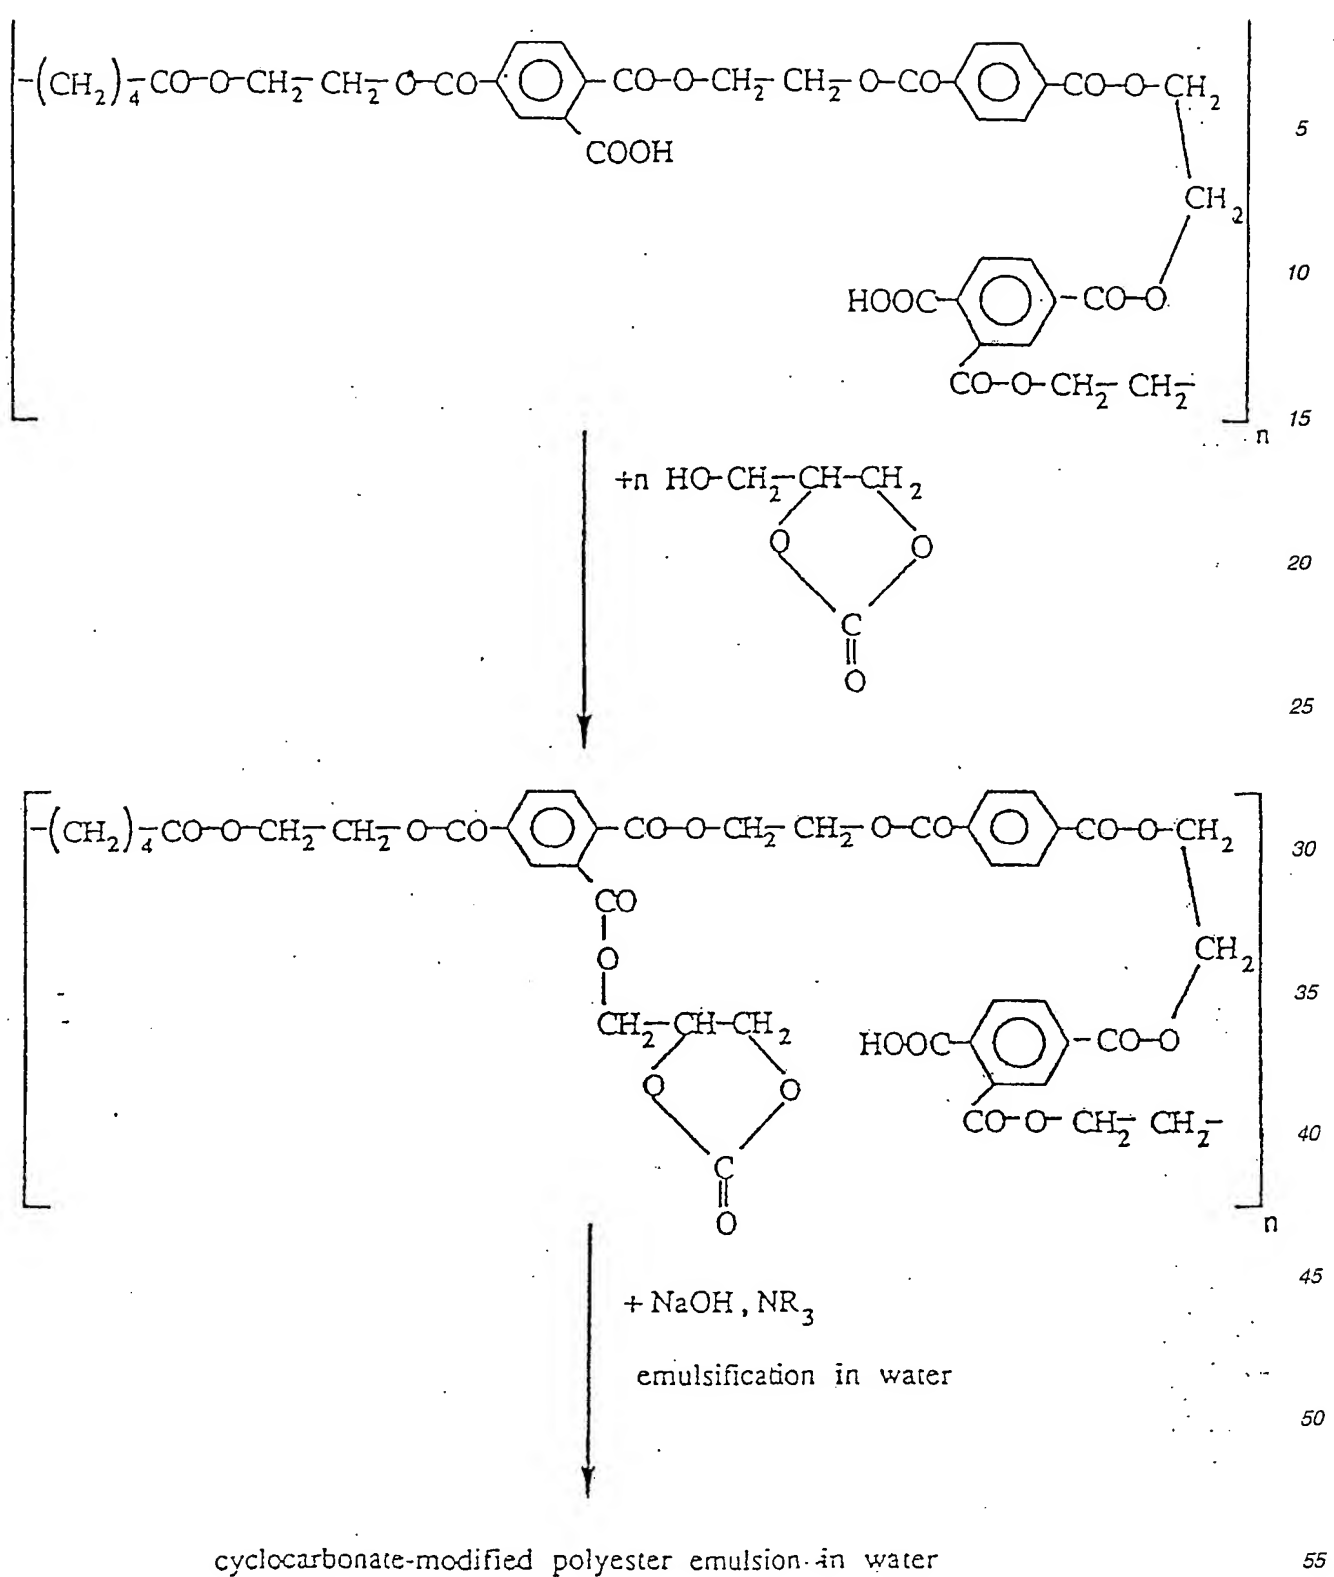 -(CH2)4-CO-O-CH2-CH2-O-CO- -CO-O-CH2-CH2-O-CO- -CO-O-CH2
5
COOH
CH2
10
HOOC- -CO-O
CO-O-CH2-CH2-
15
n
+n HO-CH2-CH-CH2
O O
20
C
O
25
-(CH2)4-CO-O-CH2-CH2-O-CO- -CO-O-CH2-CH2-O-CO- -CO-O-CH2
30
CO
O
CH2
35
CH2-CH-CH2
HOOC- -CO-O
O O
CO-O-CH2-CH2-
40
C
O
n
45
+ NaOH, NR3
emulsification in water
50
cyclocarbonate-modified polyester emulsion in water
55